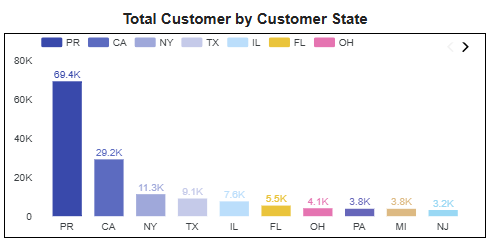 Total Customer by Customer State
PR CA NY TX IL FL OH
80K
60K
40K
20K
0
69.4K
29.2K
11.3K
9.1K
7.6K
5.5K
4.1K
3.8K
3.8K
3.2K
PR CA NY TX IL FL OH PA MI NJ